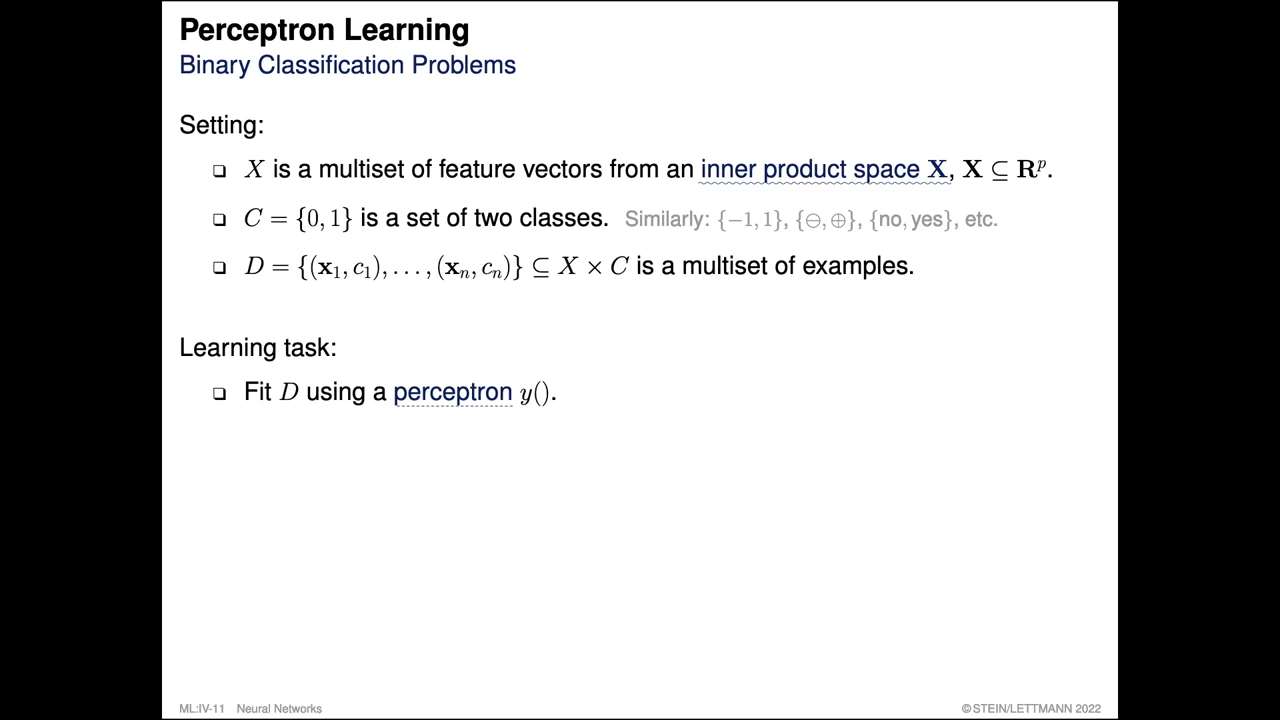 Perceptron Learning
Binary Classification Problems
Setting:
❑ X is a multiset of feature vectors from an inner product space X, X ⊆ Rᵖ.
❑ C = {0, 1} is a set of two classes. Similarly: {−1, 1}, {⊖, ⊕}, {no, yes}, etc.
❑ D = {(x₁, c₁), . . . , (xₙ, cₙ)} ⊆ X × C is a multiset of examples.
Learning task:
❑ Fit D using a perceptron y().
ML:IV-11 Neural Networks ©STEIN/LETTMANN 2022